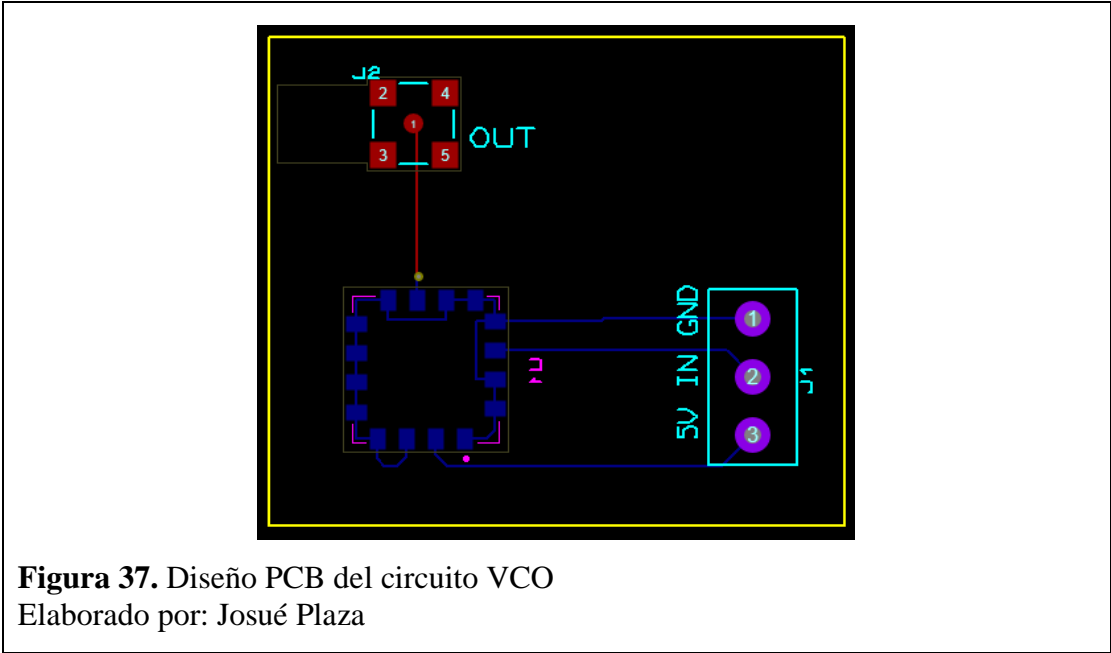 J2
2 4
1
3 5
OUT
GND
IN
5V
1
2
3
J1
Figura 37. Diseño PCB del circuito VCO
Elaborado por: Josué Plaza